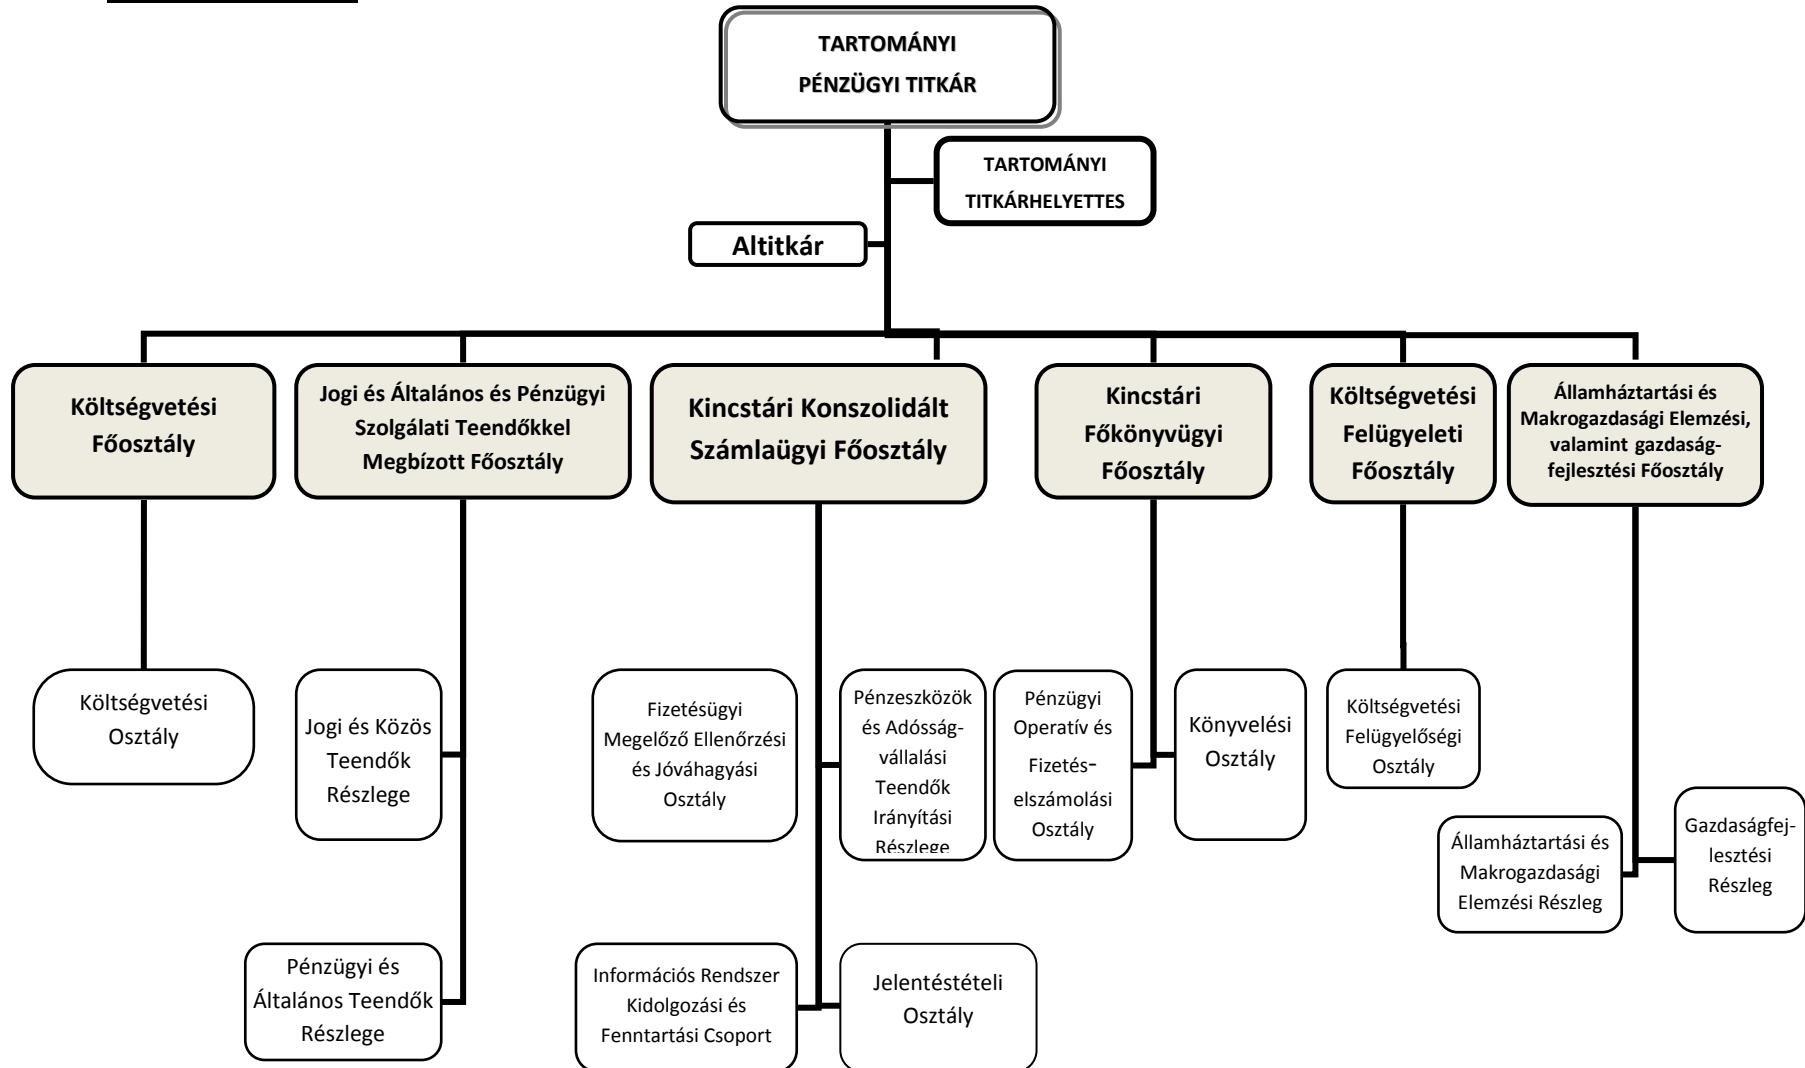 TARTOMÁNYI
PÉNZÜGYI TITKÁR
TARTOMÁNYI
TITKÁRHELYETTES
Altitkár
Költségvetési
Főosztály
Jogi és Általános és Pénzügyi
Szolgálati Teendőkkel
Megbízott Főosztály
Kincstári Konszolidált
Számlaügyi Főosztály
Kincstári
Főkönyvügyi
Főosztály
Költségvetési
Felügyeleti
Főosztály
Államháztartási és
Makrogazdasági Elemzési,
valamint gazdaság-
fejlesztési Főosztály
Költségvetési
Osztály
Jogi és Közös
Teendők
Részlege
Fizetésügyi
Megelőző Ellenőrzési
és Jóváhagyási
Osztály
Pénzeszközök
és Adósság-
vállalási
Teendők
Irányítási
Részlege
Pénzügyi
Operatív és
Fizetés-
elszámolási
Osztály
Könyvelési
Osztály
Költségvetési
Felügyelőségi
Osztály
Államháztartási és
Makrogazdasági
Elemzési Részleg
Gazdaságfej-
lesztési
Részleg
Pénzügyi és
Általános Teendők
Részlege
Információs Rendszer
Kidolgozási és
Fenntartási Csoport
Jelentéstételi
Osztály